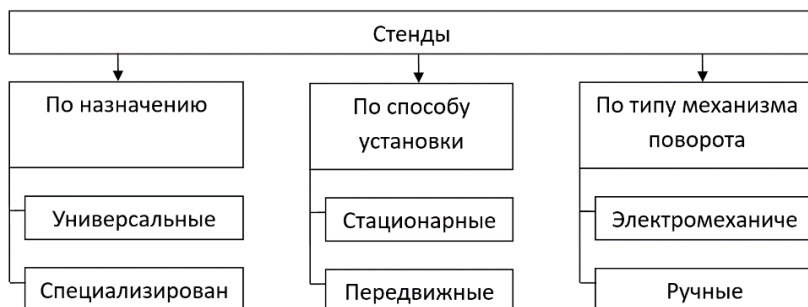 Стенды
По назначению
По способу
установки
По типу механизма
поворота
Универсальные
Стационарные
Электромеханиче
Специализирован
Передвижные
Ручные